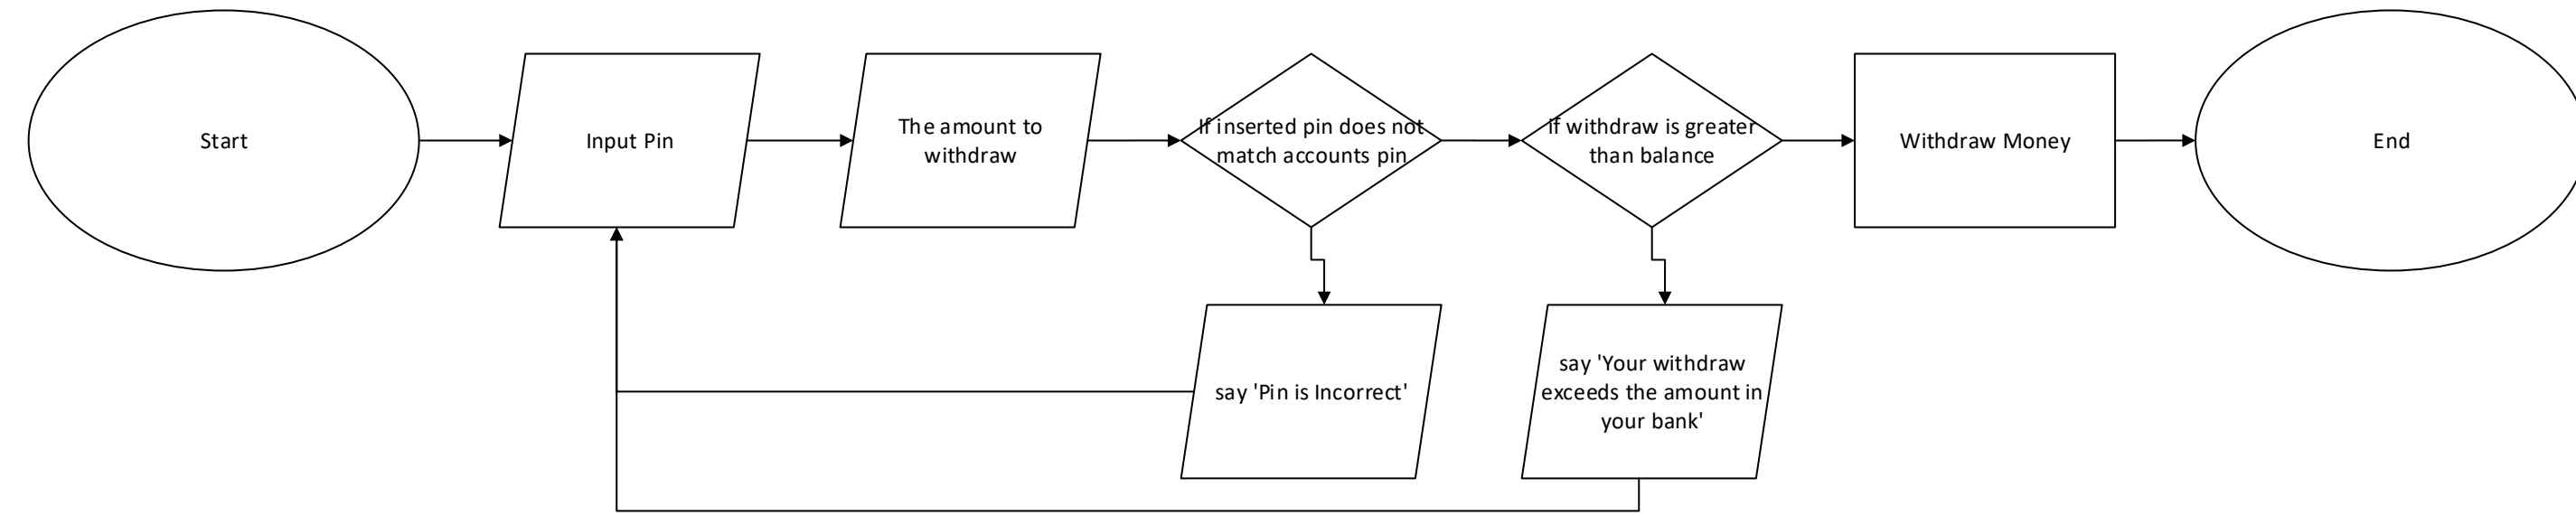 Start
Input Pin
The amount to
withdraw
If inserted pin does not
match accounts pin
if withdraw is greater
than balance
Withdraw Money
End
say 'Pin is Incorrect'
say 'Your withdraw
exceeds the amount in
your bank'